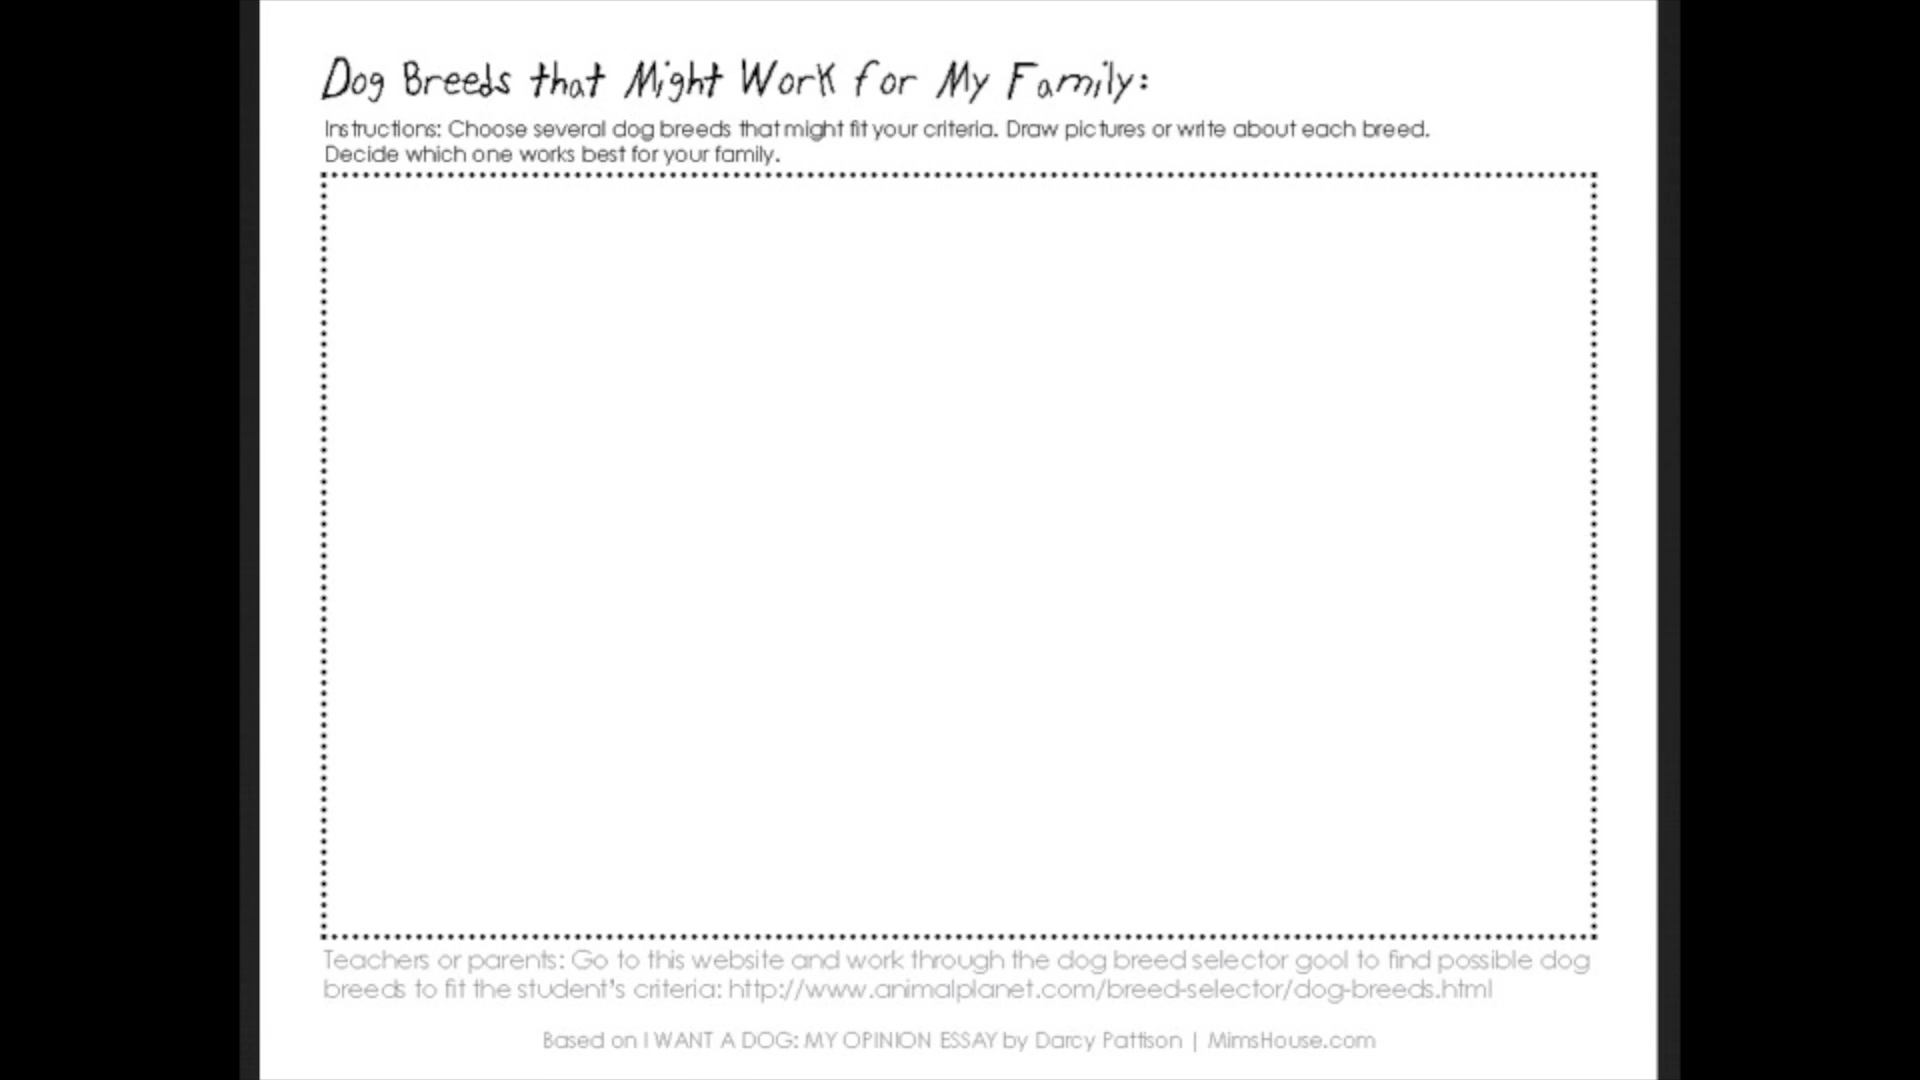 Dog Breeds that Might Work for My Family:
Instructions: Choose several dog breeds that might fit your criteria. Draw pictures or write about each breed.
Decide which one works best for your family.
Teachers or parents: Go to this website and work through the dog breed selector gool to find possible dog
breeds to fit the student's criteria: http://www.animalplanet.com/breed-selector/dog-breeds.html
Based on I WANT A DOG: MY OPINION ESSAY by Darcy Pattison | MimsHouse.com